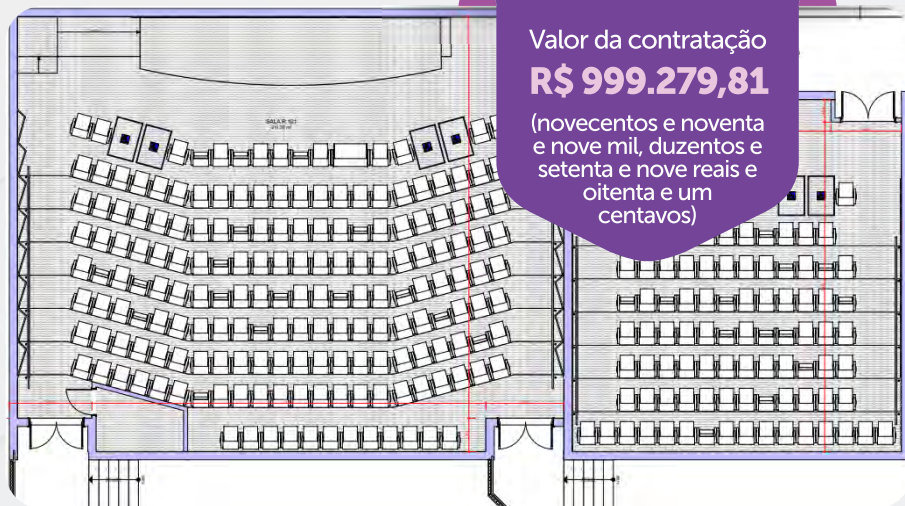 Valor da contratação
R$ 999.279,81
(novecentos e noventa
e nove mil, duzentos e
setenta e nove reais e
oitenta e um
centavos)